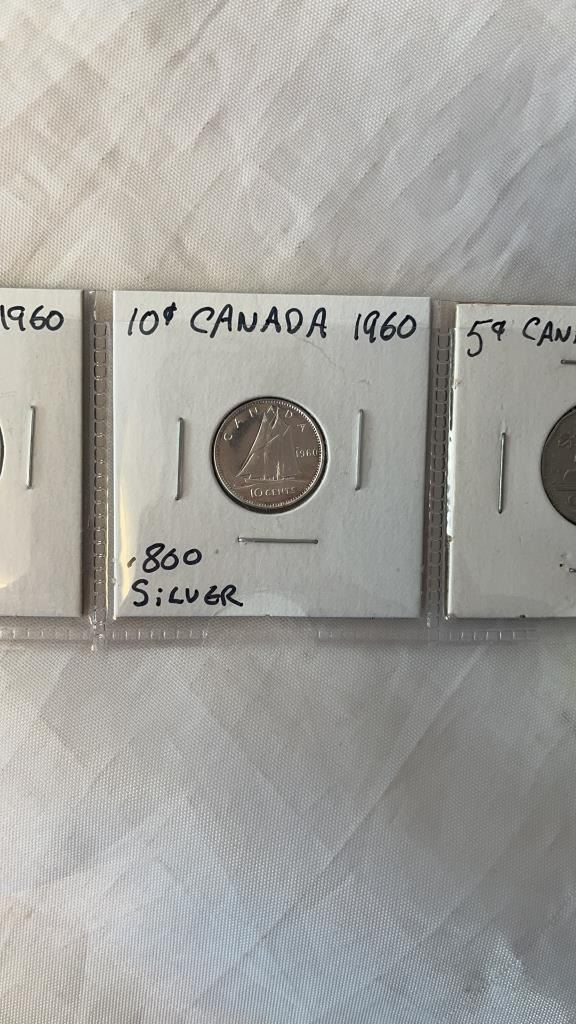 1960
10¢ CANADA 1960
5¢ CAN
CANADA
1960
10 CENTS
.800
SiLVER